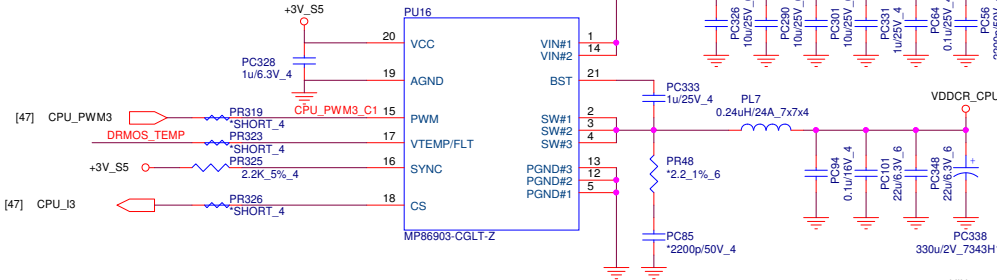 +3V_S5
PU16
20
VCC
PC328
1u/6.3V_4
19
AGND
[47] CPU_PWM3
PR319
*SHORT_4
CPU_PWM3_C1
15
PWM
DRMOS_TEMP
PR323
*SHORT_4
17
VTEMP/FLT
+3V_S5
PR325
2.2K_5%_4
16
SYNC
[47] CPU_I3
PR326
*SHORT_4
18
CS
MP86903-CGLT-Z
VIN#1
1
VIN#2
14
BST
21
SW#1
2
SW#2
3
SW#3
4
PGND#3
13
PGND#2
12
PGND#1
5
PC333
1u/25V_4
PR48
*2.2_1%_6
PC85
*2200p/50V_4
PL7
0.24uH/24A_7x7x4
VDDCR_CPU
PC94
0.1u/16V_4
PC101
22u/6.3V_6
PC348
22u/6.3V_6
+
PC338
330u/2V_7343H
PC326
10u/25V_
PC290
10u/25V_
PC301
10u/25V_
PC331
1u/25V_4
PC64
0.1u/25V_4
PC56